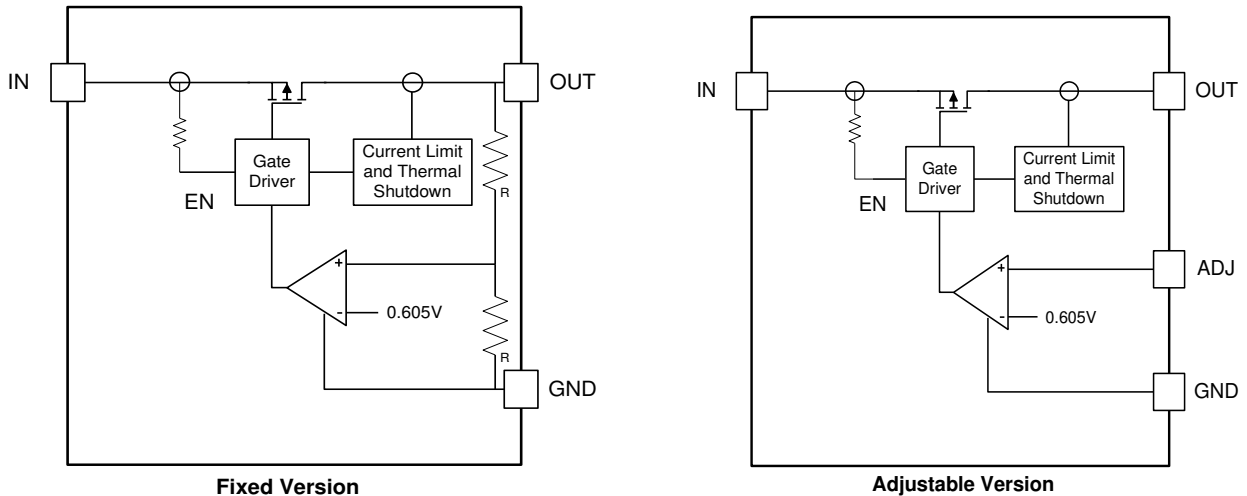 IN
OUT
Gate
Driver
Current Limit
and Thermal
Shutdown
R
EN
+
-
0.605V
R
GND
Fixed Version
IN
OUT
Gate
Driver
Current Limit
and Thermal
Shutdown
EN
ADJ
+
-
0.605V
GND
Adjustable Version